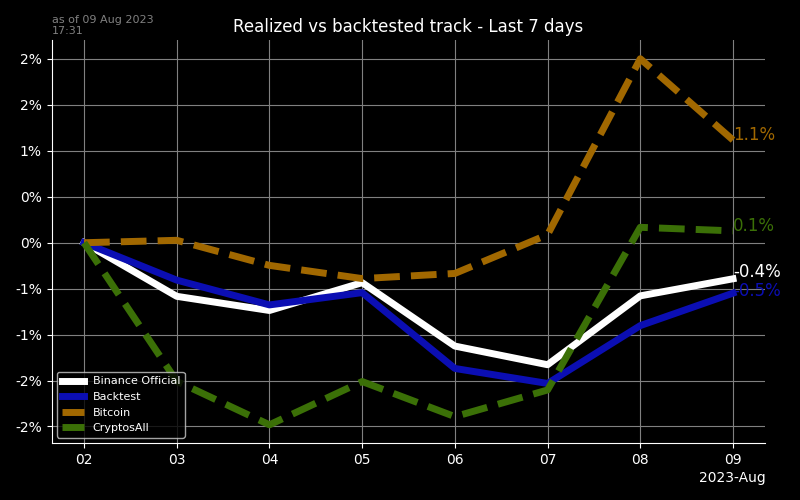 as of 09 Aug 2023
17:31
Realized vs backtested track - Last 7 days
2%
2%
1%
0%
0%
-1%
-1%
-2%
-2%
1.1%
0.1%
-0.4%
-0.5%
Binance Official
Backtest
Bitcoin
CryptosAll
02 03 04 05 06 07 08 09
2023-Aug